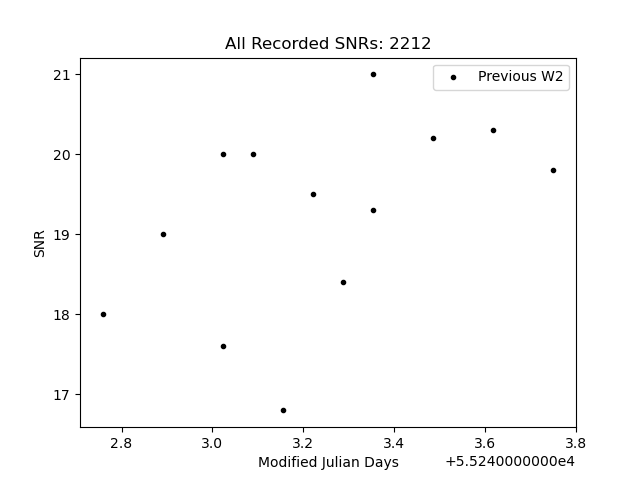 All Recorded SNRs: 2212
Previous W2
21
20
19
18
17
SNR
2.8 3.0 3.2 3.4 3.6 3.8
Modified Julian Days
+5.5240000000e4